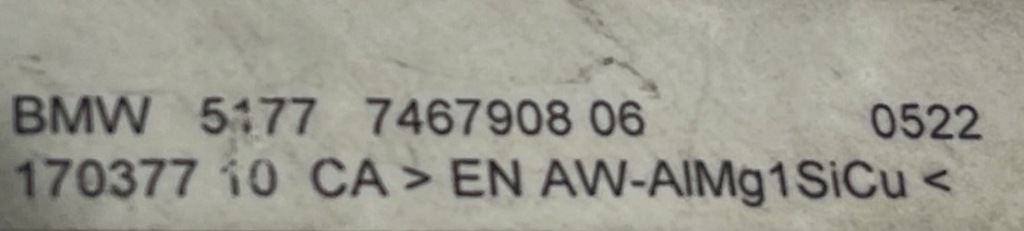 BMW 5177 7467908 06 0522
170377 10 CA > EN AW-AlMg1SiCu <